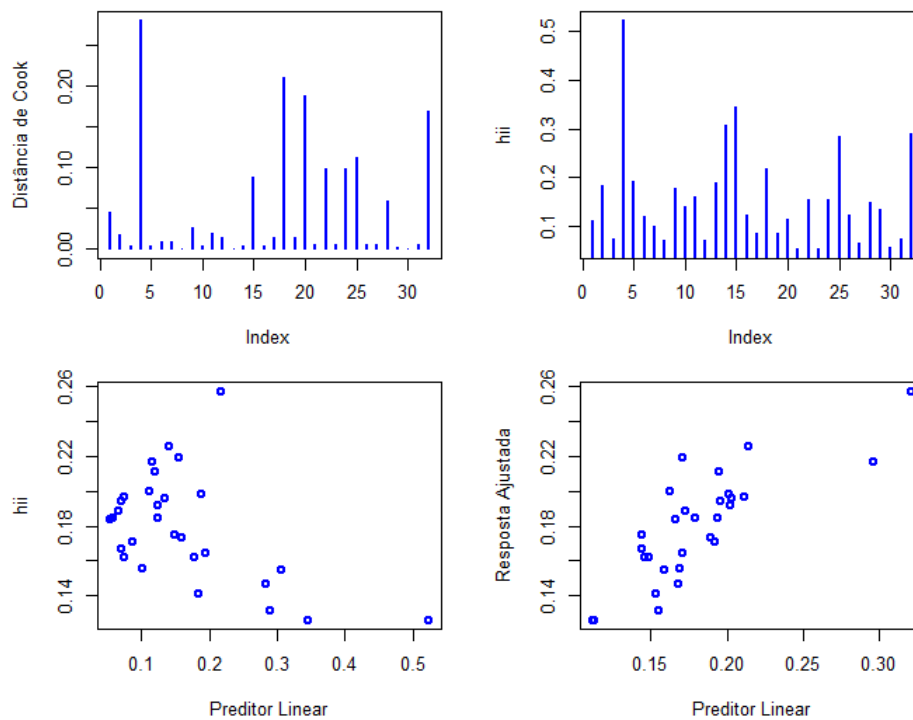 Distância de Cook
0.20
0.10
0.00
0 5 10 15 20 25 30
Index
hii
0.5
0.4
0.3
0.2
0.1
0 5 10 15 20 25 30
Index
hii
0.26
0.22
0.18
0.14
0.1 0.2 0.3 0.4 0.5
Preditor Linear
Resposta Ajustada
0.26
0.22
0.18
0.14
0.15 0.20 0.25 0.30
Preditor Linear